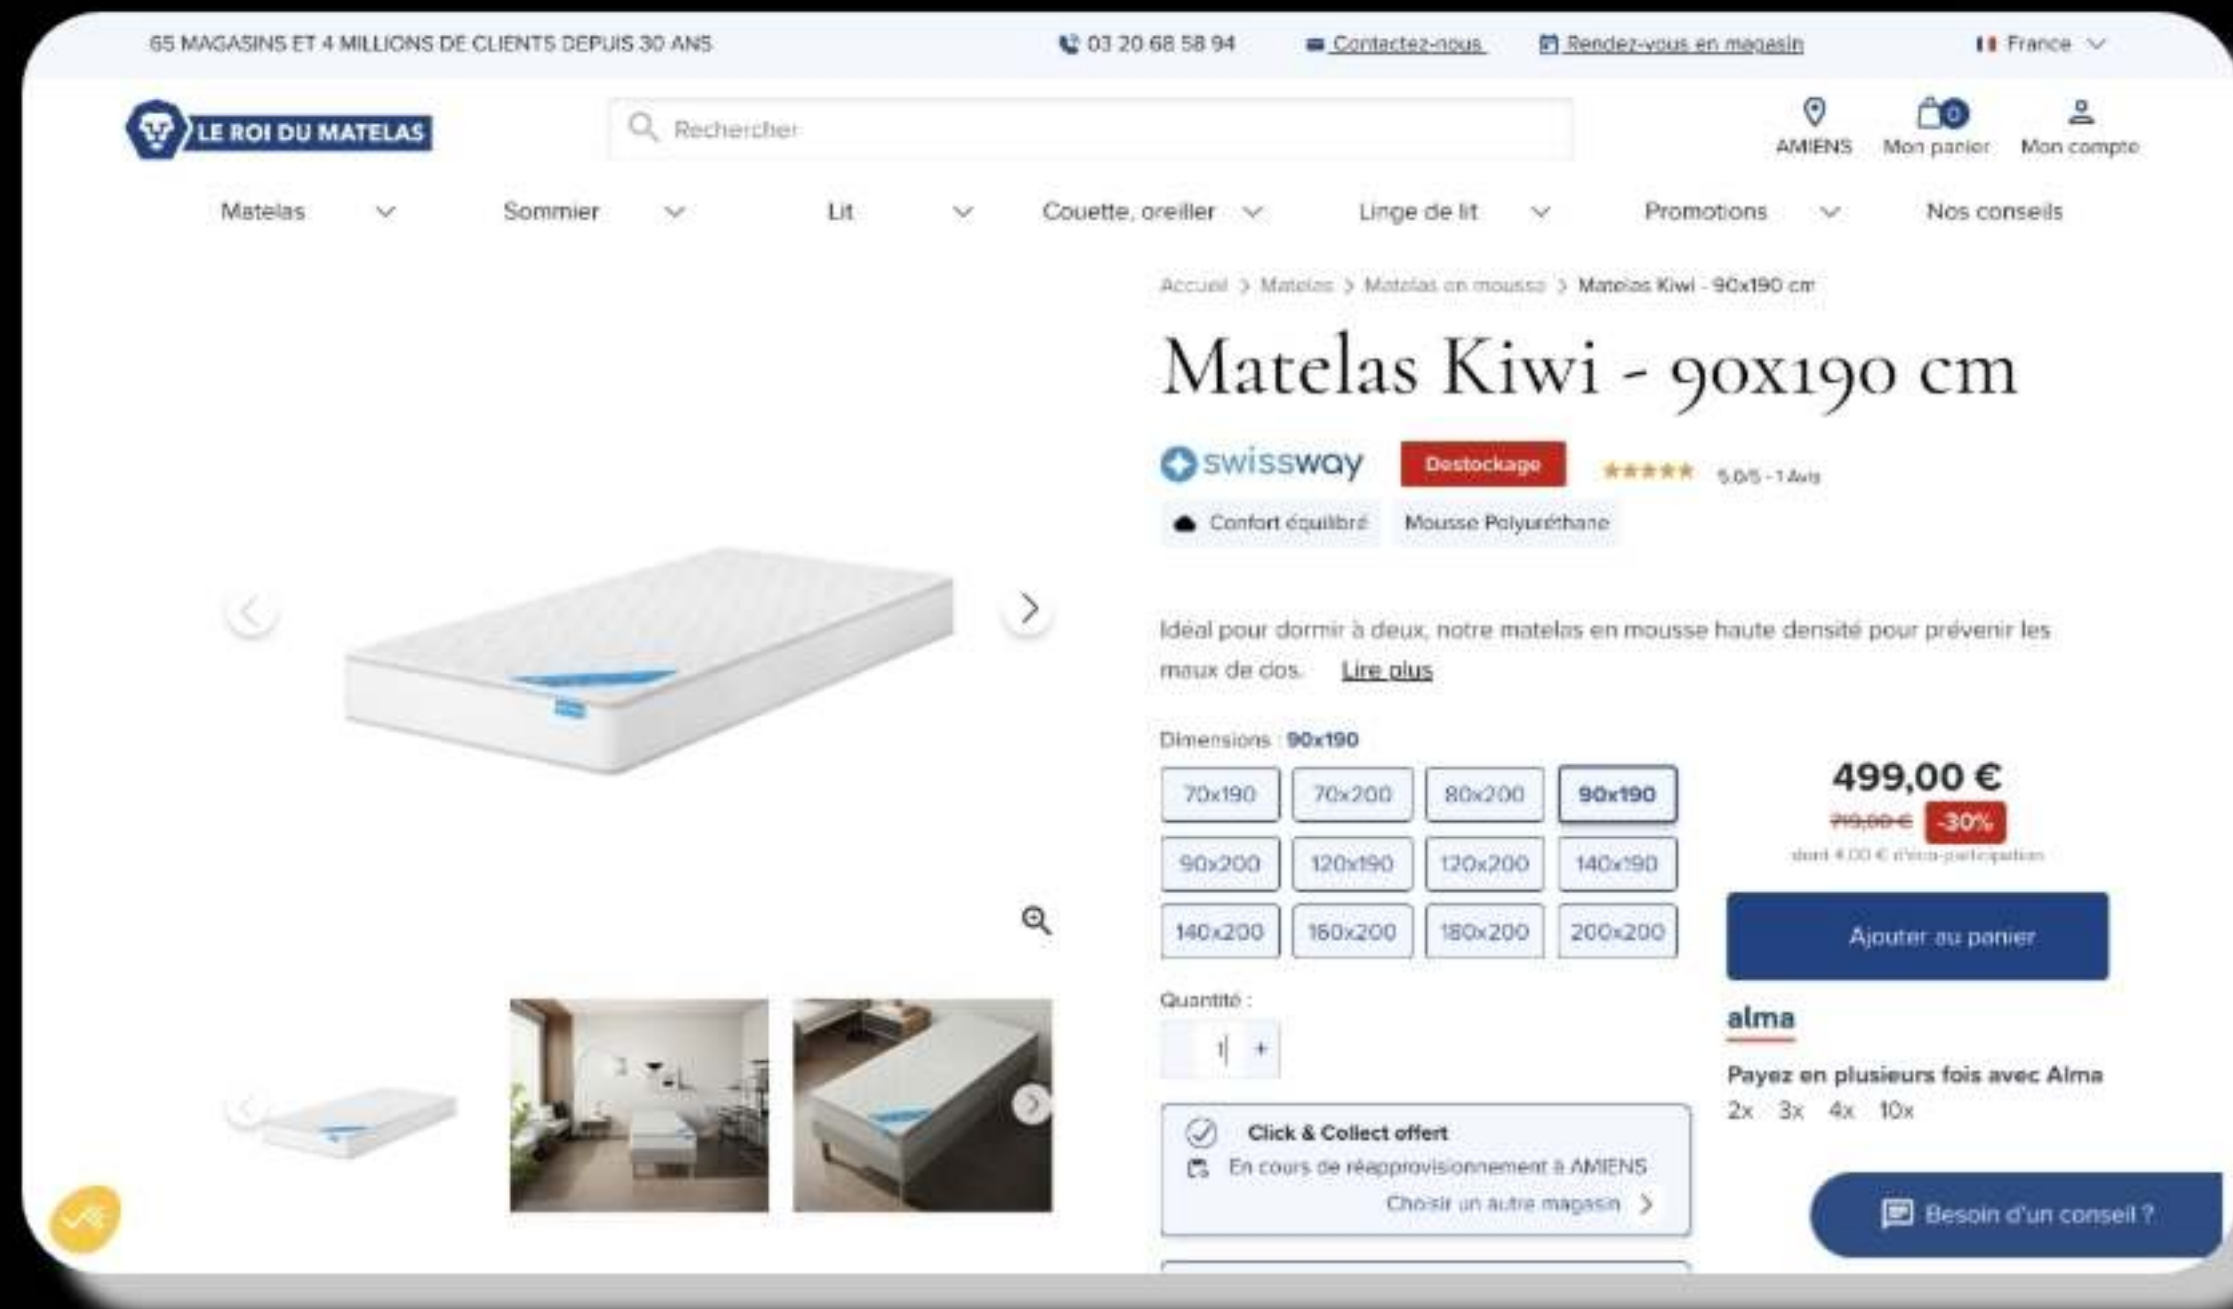 65 MAGASINS ET 4 MILLIONS DE CLIENTS DEPUIS 30 ANS
03 20 68 58 94
Contactez-nous
Rendez-vous en magasin
France
LE ROI DU MATELAS
Rechercher
AMIENS
0
Mon panier
Mon compte
Matelas
Sommier
Lit
Couette, oreiller
Linge de lit
Promotions
Nos conseils
Accueil > Matelas > Matelas en mousse > Matelas Kiwi - 90x190 cm
Matelas Kiwi - 90x190 cm
swissway
Destockage
5.0/5 - 1 Avis
Confort équilibré
Mousse Polyuréthane
Idéal pour dormir à deux, notre matelas en mousse haute densité pour prévenir les
maux de dos. Lire plus
Dimensions : 90x190
70x190 70x200 80x200 90x190
90x200 120x190 120x200 140x190
140x200 160x200 180x200 200x200
499,00 €
719,00 € -30%
dont 4.00 € d'éco-participation
Ajouter au panier
Quantité :
1 +
alma
Payez en plusieurs fois avec Alma
2x 3x 4x 10x
Click & Collect offert
En cours de réapprovisionnement à AMIENS
Choisir un autre magasin >
Besoin d'un conseil ?